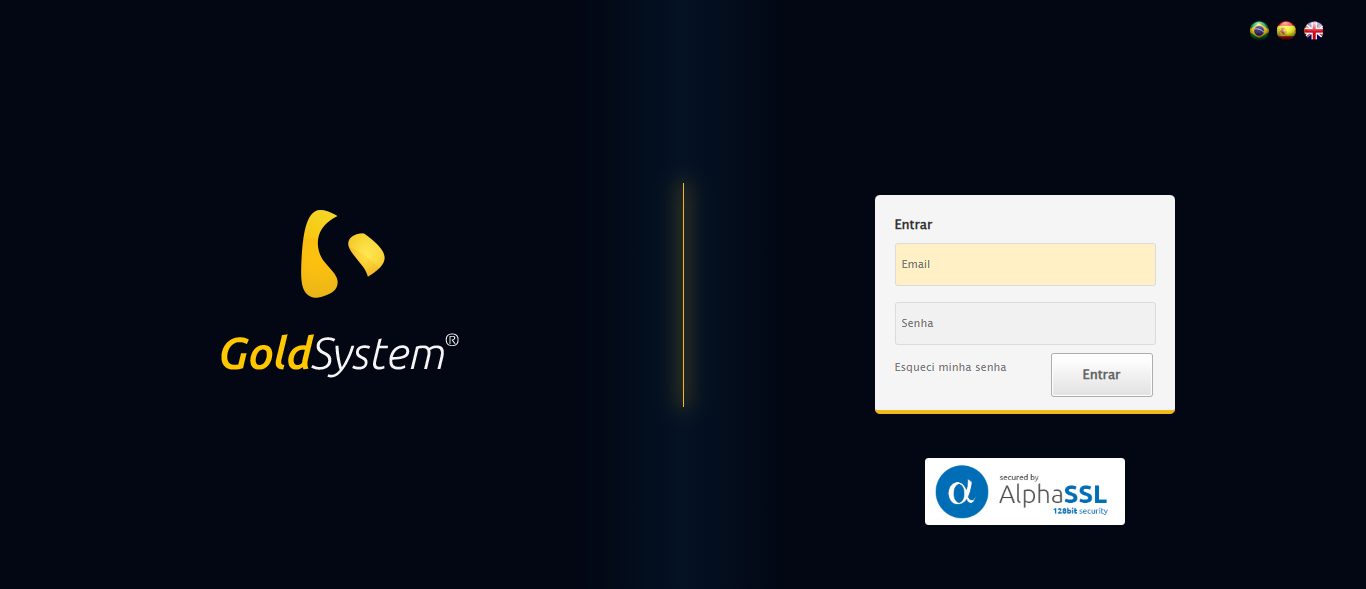 GoldSystem®
Entrar
Email
Senha
Esqueci minha senha
Entrar
α
secured by
AlphaSSL
128bit security